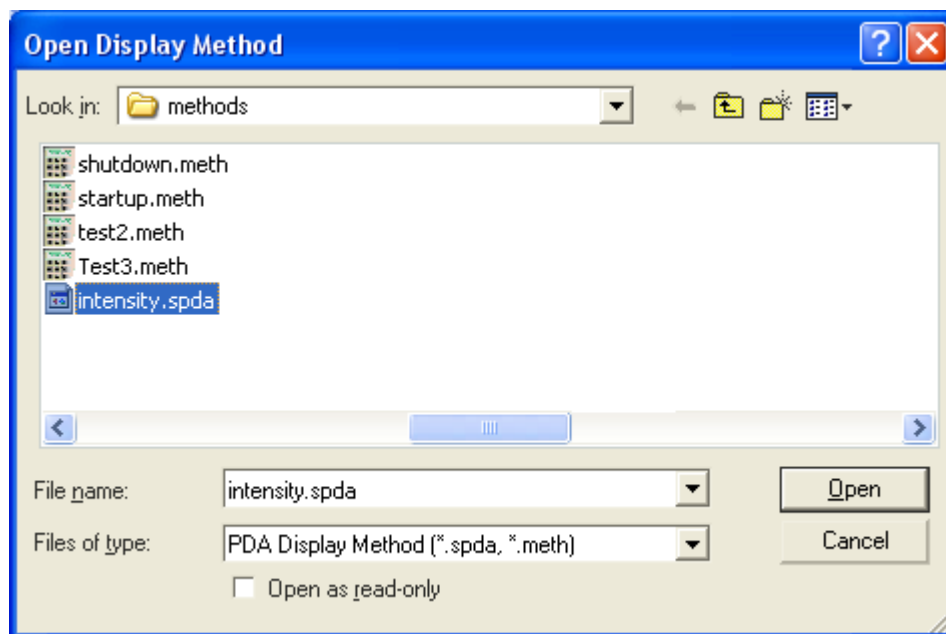 Open Display Method
Look in: methods
shutdown.meth
startup.meth
test2.meth
Test3.meth
intensity.spda
File name: intensity.spda Open
Files of type: PDA Display Method (*.spda, *.meth) Cancel
Open as read-only